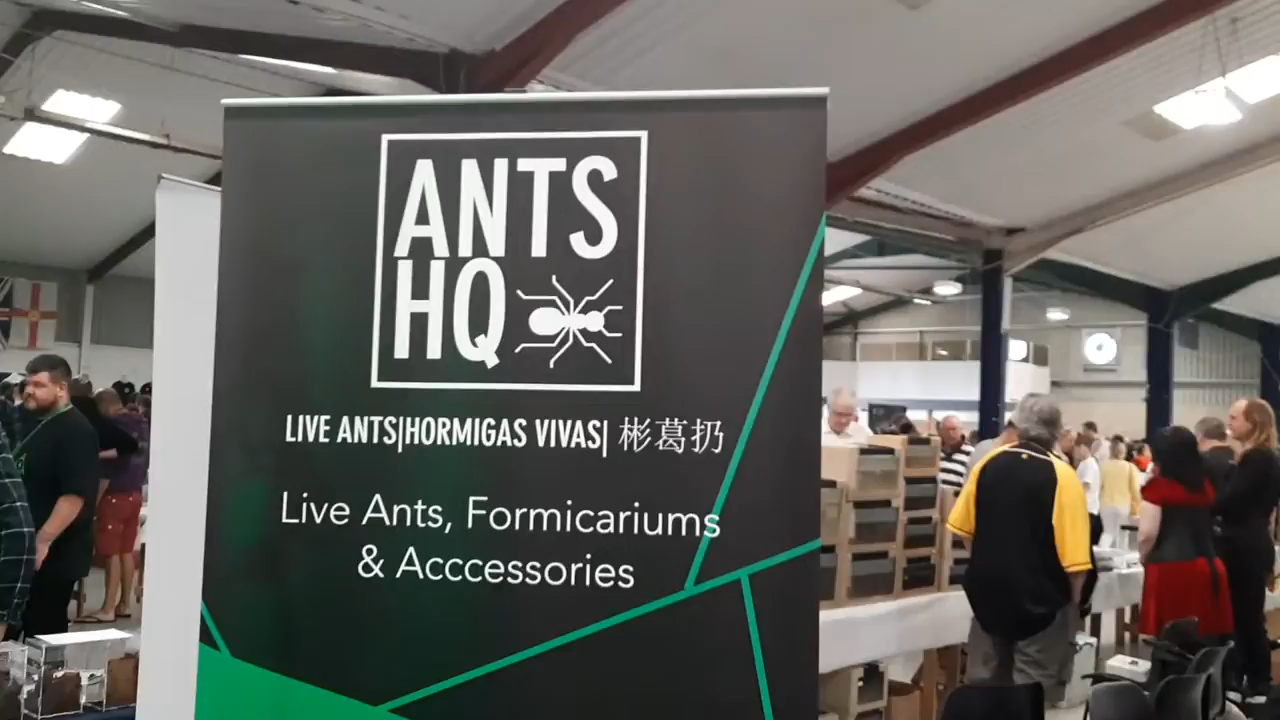 ANTS
HQ
LIVE ANTS|HORMIGAS VIVAS| 彬葛扔
Live Ants, Formicariums
& Acccessories